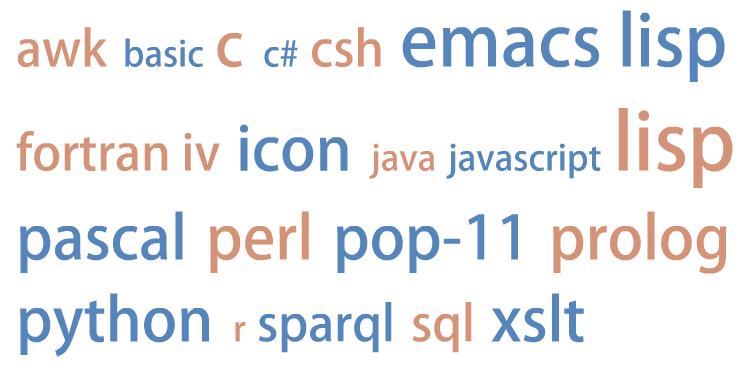 awk basic c c# csh emacs lisp
fortran iv icon java javascript lisp
pascal perl pop-11 prolog
python r sparql sql xslt